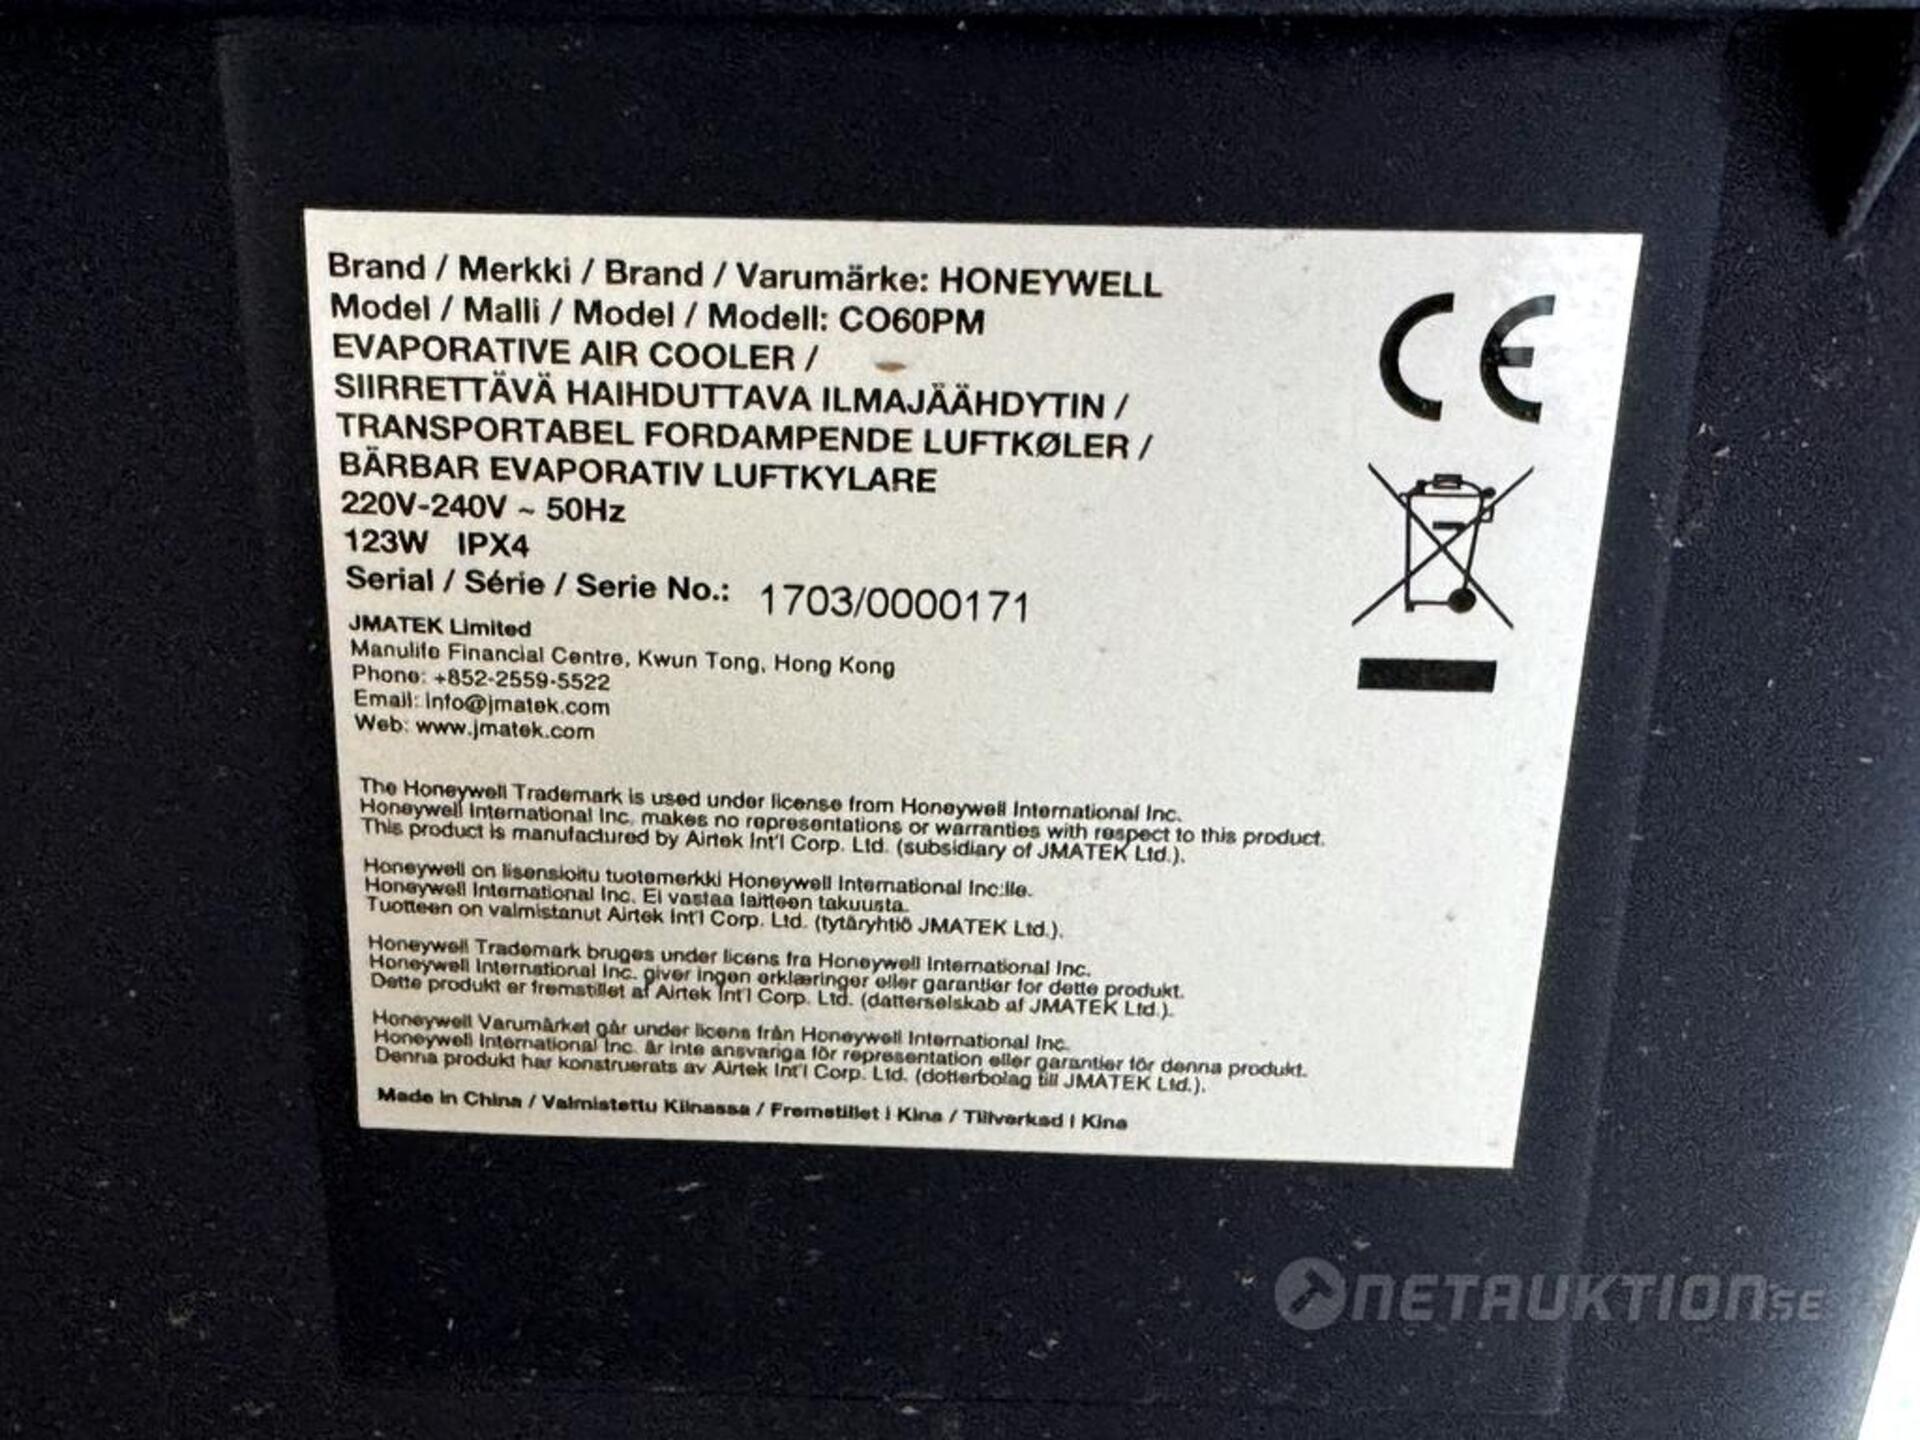 Brand / Merkki / Brand / Varumärke: HONEYWELL
Model / Malli / Model / Modell: CO60PM
EVAPORATIVE AIR COOLER /
SIIRRETTÄVÄ HAIHDUTTAVA ILMAJÄÄHDYTIN /
TRANSPORTABEL FORDAMPENDE LUFTKØLER /
BÄRBAR EVAPORATIV LUFTKYLARE
220V-240V ~ 50Hz
123W IPX4
Serial / Série / Serie No.: 1703/0000171
JMATEK Limited
Manulife Financial Centre, Kwun Tong, Hong Kong
Phone: +852-2559-5522
Email: info@jmatek.com
Web: www.jmatek.com
The Honeywell Trademark is used under license from Honeywell International Inc.
Honeywell International Inc. makes no representations or warranties with respect to this product.
This product is manufactured by Airtek Int'l Corp. Ltd. (subsidiary of JMATEK Ltd.).
Honeywell on lisensioitu tuotemerkki Honeywell International Inc:lle.
Honeywell International Inc. Ei vastaa laitteen takuusta.
Tuotteen on valmistanut Airtek Int'l Corp. Ltd. (tytäryhtiö JMATEK Ltd.).
Honeywell Trademark bruges under licens fra Honeywell International Inc.
Honeywell International Inc. giver ingen erklæringer eller garantier for dette produkt.
Dette produkt er fremstillet af Airtek Int'l Corp. Ltd. (datterselskab af JMATEK Ltd.).
Honeywell Varumärket går under licens från Honeywell International Inc.
Honeywell International Inc. är inte ansvariga för representation eller garantier för denna produkt.
Denna produkt har konstruerats av Airtek Int'l Corp. Ltd. (dotterbolag till JMATEK Ltd.).
Made in China / Valmistettu Kiinassa / Fremstillet i Kina / Tillverkad i Kina
CE
NETAUKTION.SE